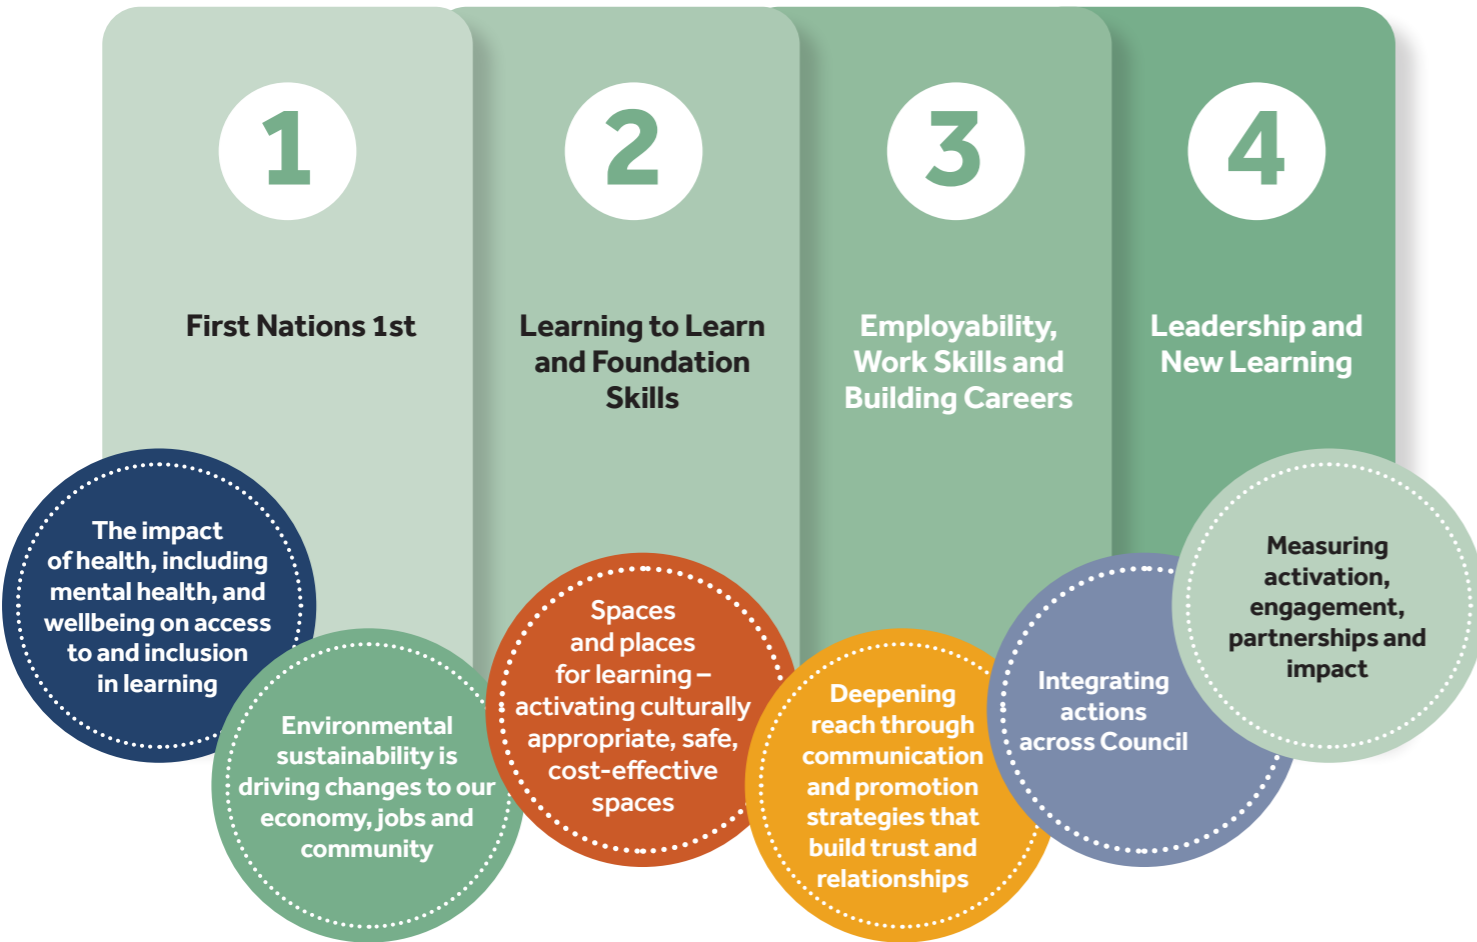 1
First Nations 1st
2
Learning to Learn
and Foundation
Skills
3
Employability,
Work Skills and
Building Careers
4
Leadership and
New Learning
The impact
of health, including
mental health, and
wellbeing on access
to and inclusion
in learning
Environmental
sustainability is
driving changes to our
economy, jobs and
community
Spaces
and places
for learning –
activating culturally
appropriate, safe,
cost-effective
spaces
Deepening
reach through
communication
and promotion
strategies that
build trust and
relationships
Integrating
actions
across Council
Measuring
activation,
engagement,
partnerships and
impact